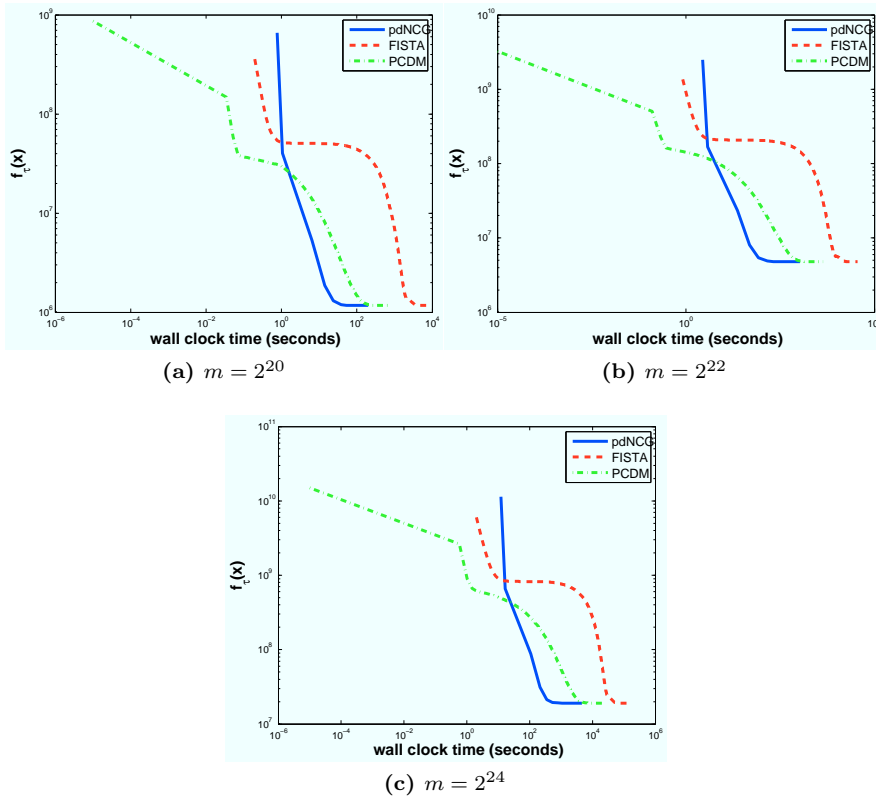 10^9
10^8
10^7
10^6
f_τ(x)
pdNCG
FISTA
PCDM
10^−6 10^−4 10^−2 10^0 10^2 10^4
wall clock time (seconds)
(a) m = 2^20
10^10
10^9
10^8
10^7
10^6
f_τ(x)
pdNCG
FISTA
PCDM
10^−5 10^0 10
wall clock time (seconds)
(b) m = 2^22
10^11
10^10
10^9
10^8
10^7
f_τ(x)
pdNCG
FISTA
PCDM
10^−6 10^−4 10^−2 10^0 10^2 10^4 10^6
wall clock time (seconds)
(c) m = 2^24